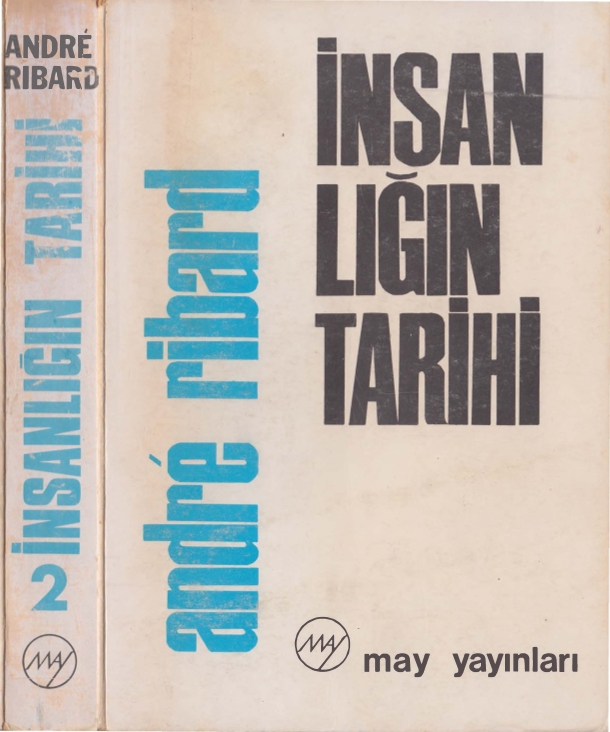 ANDRÉ
RIBARD
İNSANLIĞIN TARİHİ
2
MAY
andré ribard
İNSAN
LIĞIN
TARİHİ
MAY
may yayınları